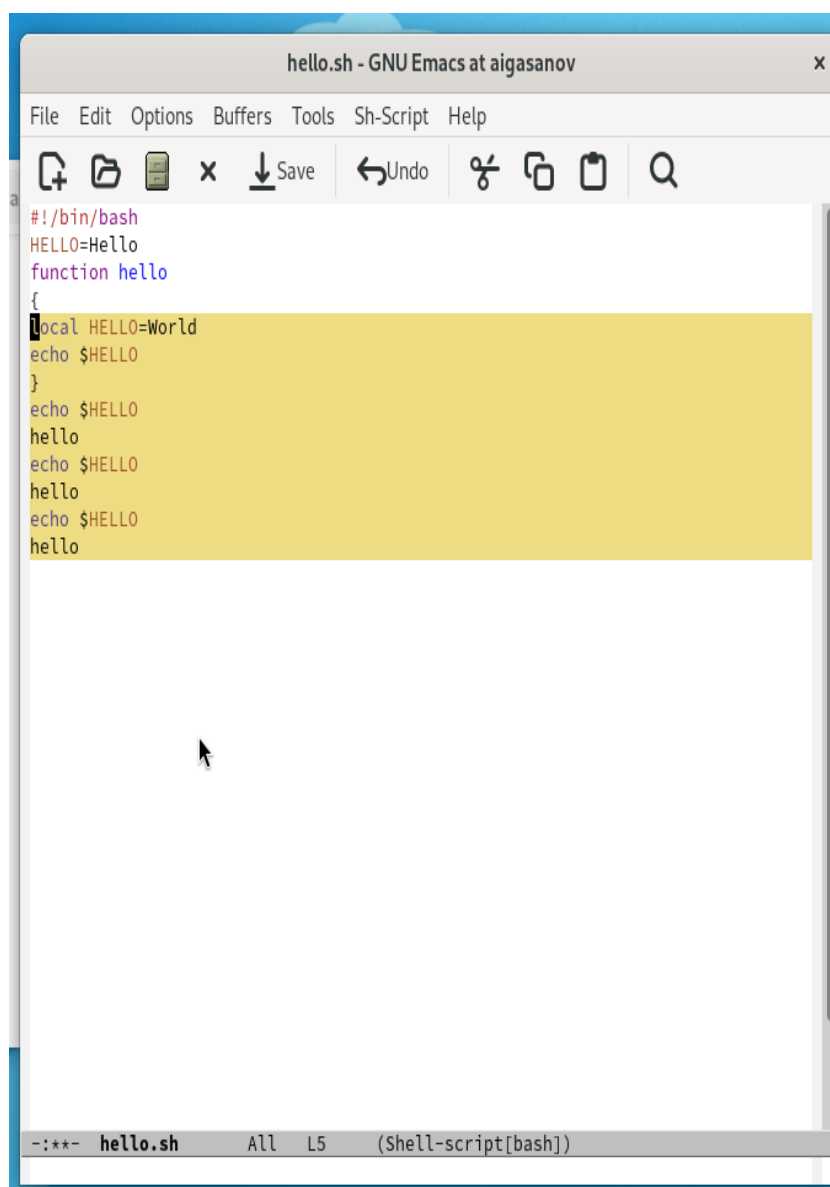 hello.sh - GNU Emacs at aigasanov
File Edit Options Buffers Tools Sh-Script Help
Save Undo
a
#!/bin/bash
HELLO=Hello
function hello
{
local HELLO=World
echo $HELLO
}
echo $HELLO
hello
echo $HELLO
hello
echo $HELLO
hello
-:**- hello.sh All L5 (Shell-script[bash])